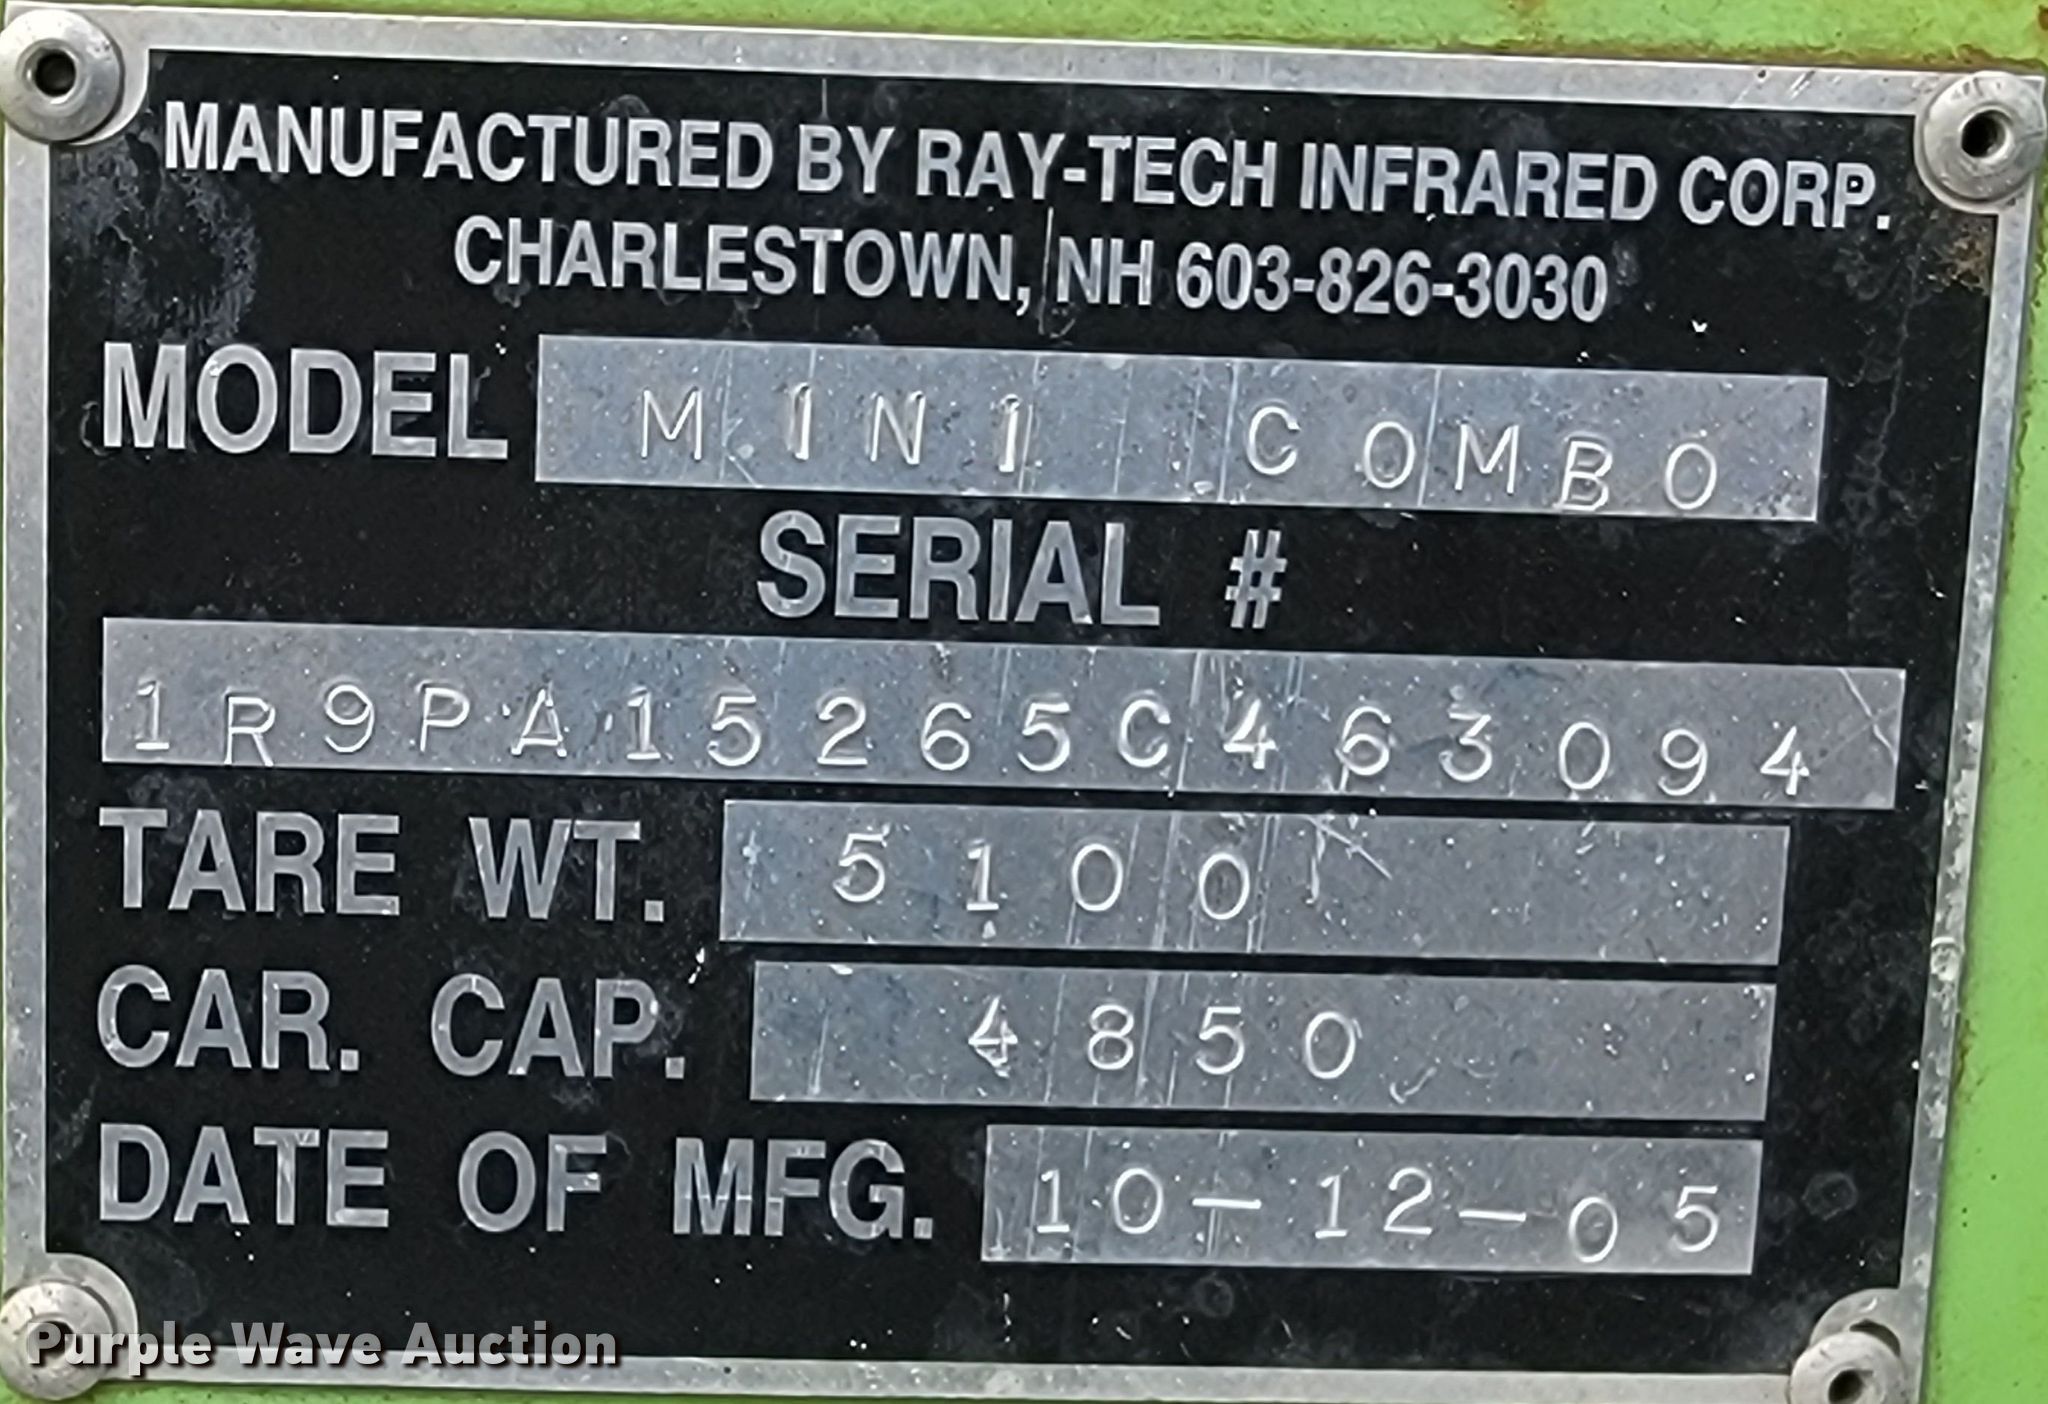 MANUFACTURED BY RAY-TECH INFRARED CORP.
CHARLESTOWN, NH 603-826-3030
MODEL MINI COMBO
SERIAL #
1R9PA15265C463094
TARE WT. 5100
CAR. CAP. 4850
DATE OF MFG. 10-12-05
Purple Wave Auction